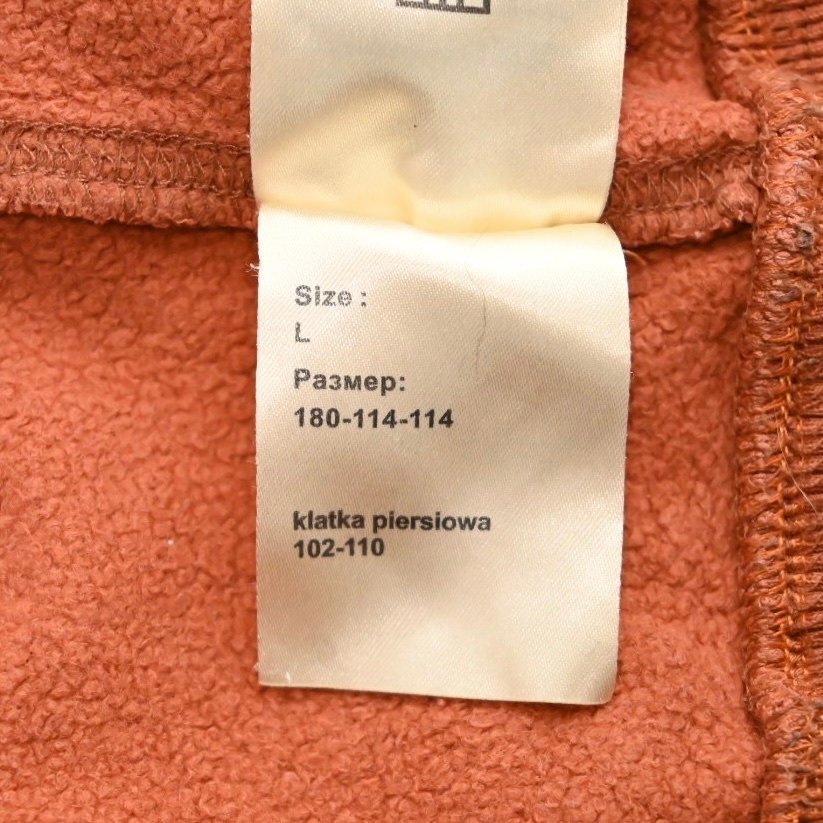 Size :
L
Размер:
180-114-114
klatka piersiowa
102-110